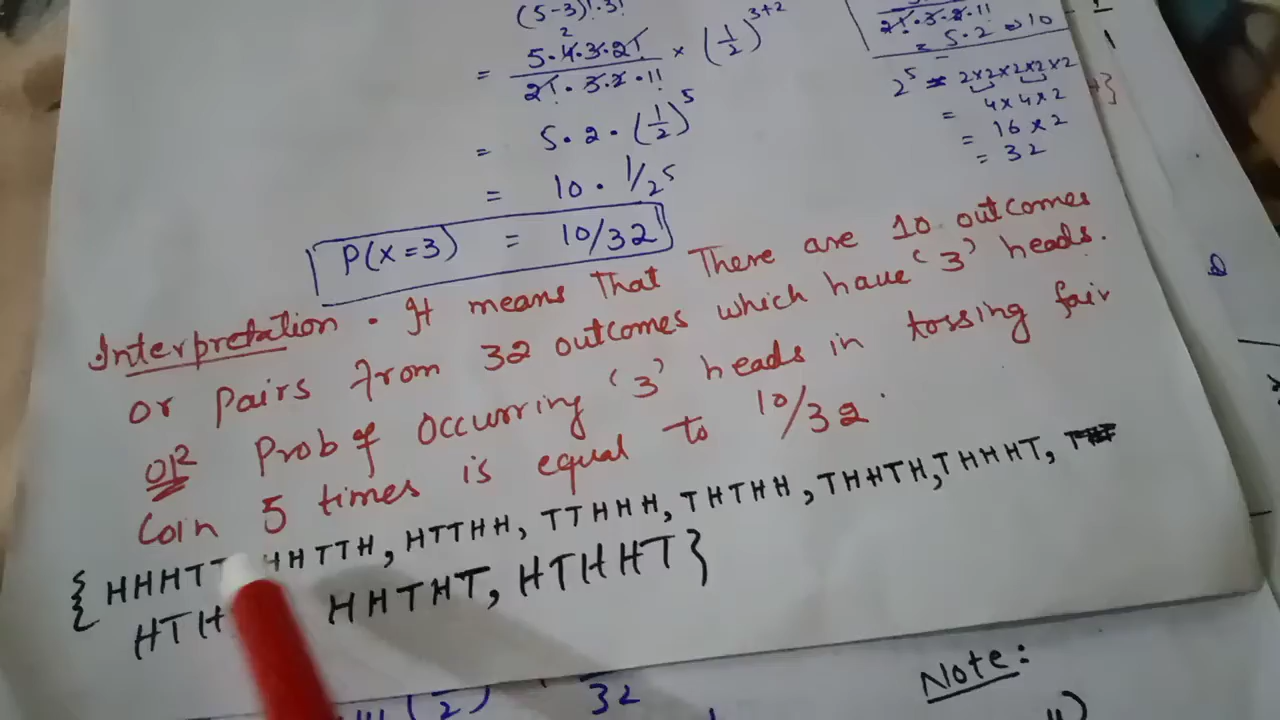 (5-3)! · 3!
= 5·4·3·2! / 2!·3·2·1! × (1/2)^3+2
2
= 5·2·(1/2)^5
= 10 · 1/2^5
P(x=3) = 10/32
2!·3·2·1!
= 5·2 ⇒ 10
2^5 = 2×2×2×2×2
= 4×4×2
= 16×2
= 32
Interpretation. It means That There are 10 outcomes
or pairs from 32 outcomes which have '3' heads.
OR Prob of Occurring '3' heads in tossing fair
Coin 5 times is equal to 10/32.
{HHHTT HHTTH, HTTHH, TTHHH, THTHH, THHTH, THHHT,
HTH HHTHT, HTHHT}
32
Note: